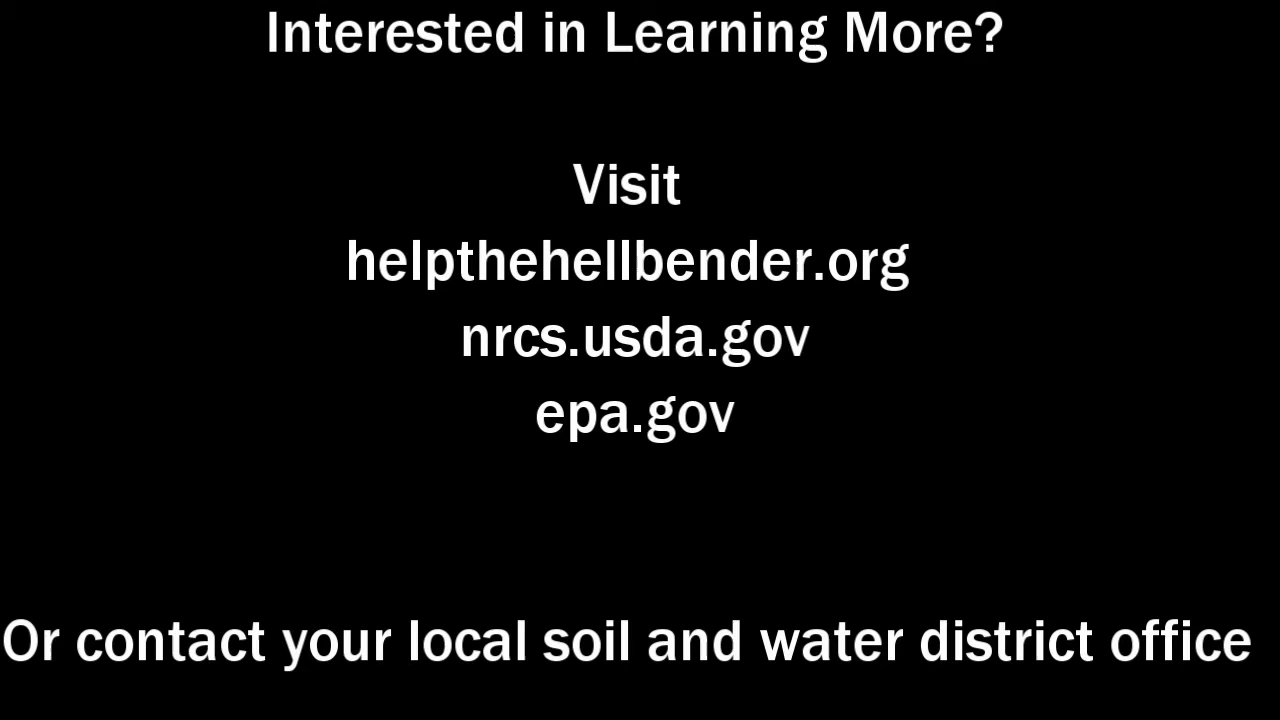 Interested in Learning More?
Visit
helpthehellbender.org
nrcs.usda.gov
epa.gov
Or contact your local soil and water district office